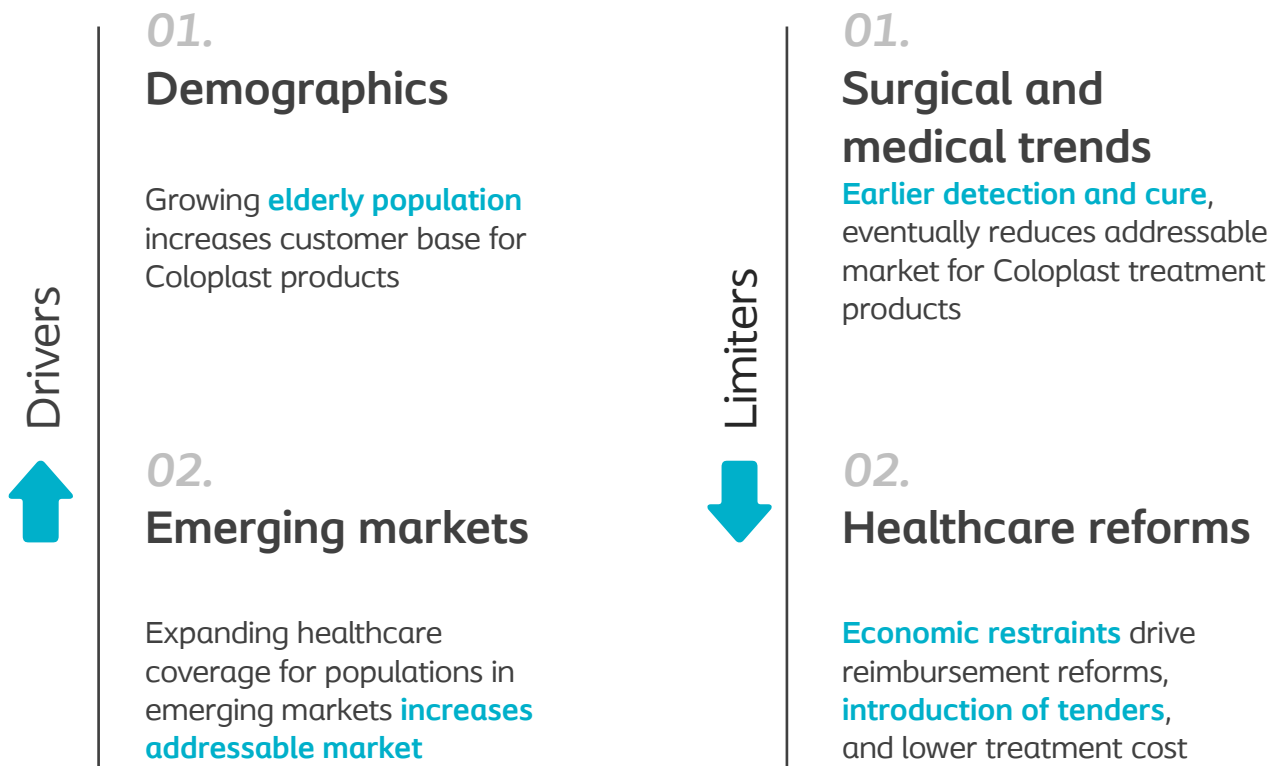 Drivers
01.
Demographics
Growing elderly population
increases customer base for
Coloplast products
02.
Emerging markets
Expanding healthcare
coverage for populations in
emerging markets increases
addressable market
Limiters
01.
Surgical and
medical trends
Earlier detection and cure,
eventually reduces addressable
market for Coloplast treatment
products
02.
Healthcare reforms
Economic restraints drive
reimbursement reforms,
introduction of tenders,
and lower treatment cost